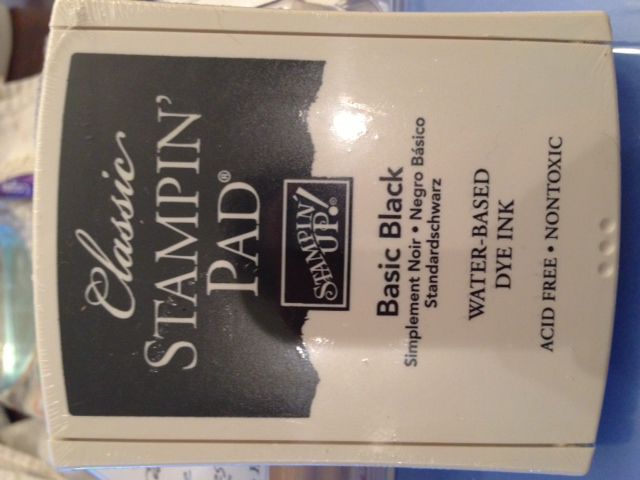 Classic
STAMPIN'
PAD®
STAMPIN'
UP!®
Basic Black
Simplement Noir • Negro Básico
Standardschwarz
WATER-BASED
DYE INK
ACID FREE • NONTOXIC